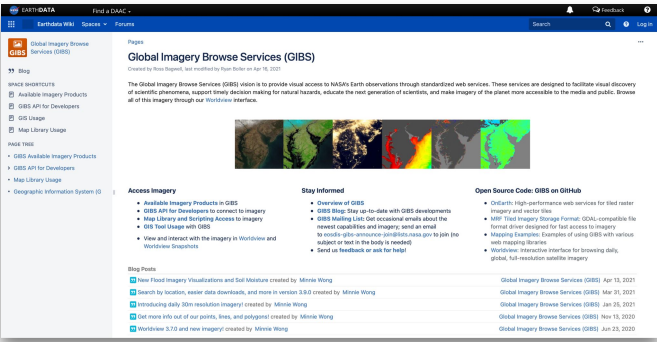 EARTHDATA Find a DAAC Feedback
Earthdata Wiki Spaces Forums Search Log in
GIBS
Global Imagery Browse
Services (GIBS)
Blog
SPACE SHORTCUTS
Available Imagery Products
GIBS API for Developers
GIS Usage
Map Library Usage
PAGE TREE
GIBS Available Imagery Products
GIBS API for Developers
Map Library Usage
Geographic Information System (G
Pages
Global Imagery Browse Services (GIBS)
Created by Ross Bagwell, last modified by Ryan Boller on Apr 16, 2021
The Global Imagery Browse Services (GIBS) vision is to provide visual access to NASA's Earth observations through standardized web services. These services are designed to facilitate visual discovery
of scientific phenomena, support timely decision making for natural hazards, educate the next generation of scientists, and make imagery of the planet more accessible to the media and public. Browse
all of this imagery through our Worldview interface.
Access Imagery
Available Imagery Products in GIBS
GIBS API for Developers to connect to imagery
Map Library and Scripting Access to imagery
GIS Tool Usage with GIBS
View and interact with the imagery in Worldview and
Worldview Snapshots
Stay Informed
Overview of GIBS
GIBS Blog: Stay up-to-date with GIBS developments
GIBS Mailing List: Get occasional emails about the
newest capabilities and imagery; send an email
to eosdis-gibs-announce-join@lists.nasa.gov to join (no
subject or text in the body is needed)
Send us feedback or ask for help!
Open Source Code: GIBS on GitHub
OnEarth: High-performance web services for tiled raster
imagery and vector tiles
MRF Tiled Imagery Storage Format: GDAL-compatible file
format driver designed for fast access to imagery
Mapping Examples: Examples of using GIBS with various
web mapping libraries
Worldview: Interactive interface for browsing daily,
global, full-resolution satellite imagery
Blog Posts
New Flood Imagery Visualizations and Soil Moisture created by Minnie Wong Global Imagery Browse Services (GIBS) Apr 13, 2021
Search by location, easier data downloads, and more in version 3.9.0 created by Minnie Wong Global Imagery Browse Services (GIBS) Mar 31, 2021
Introducing daily 30m resolution imagery! created by Minnie Wong Global Imagery Browse Services (GIBS) Jan 25, 2021
Get more info out of our points, lines, and polygons! created by Minnie Wong Global Imagery Browse Services (GIBS) Nov 13, 2020
Worldview 3.7.0 and new imagery! created by Minnie Wong Global Imagery Browse Services (GIBS) Jun 23, 2020